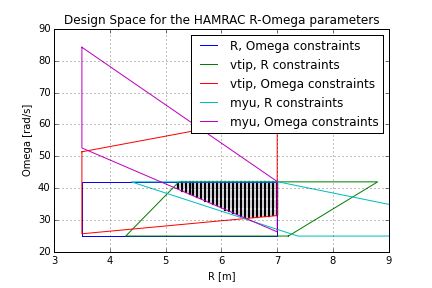 Design Space for the HAMRAC R-Omega parameters
R, Omega constraints
vtip, R constraints
vtip, Omega constraints
myu, R constraints
myu, Omega constraints
Omega [rad/s]
90
80
70
60
50
40
30
20
3 4 5 6 7 8 9
R [m]